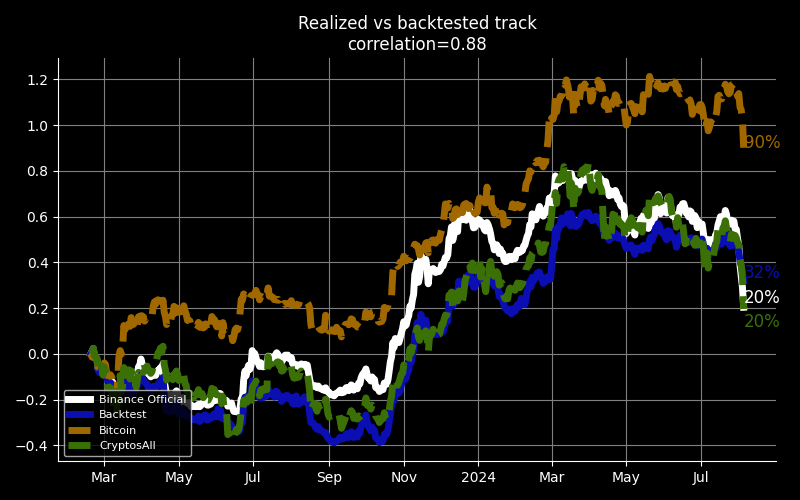 Realized vs backtested track
correlation=0.88
1.2
1.0
0.8
0.6
0.4
0.2
0.0
−0.2
−0.4
90%
32%
20%
20%
Binance Official
Backtest
Bitcoin
CryptosAll
Mar May Jul Sep Nov 2024 Mar May Jul